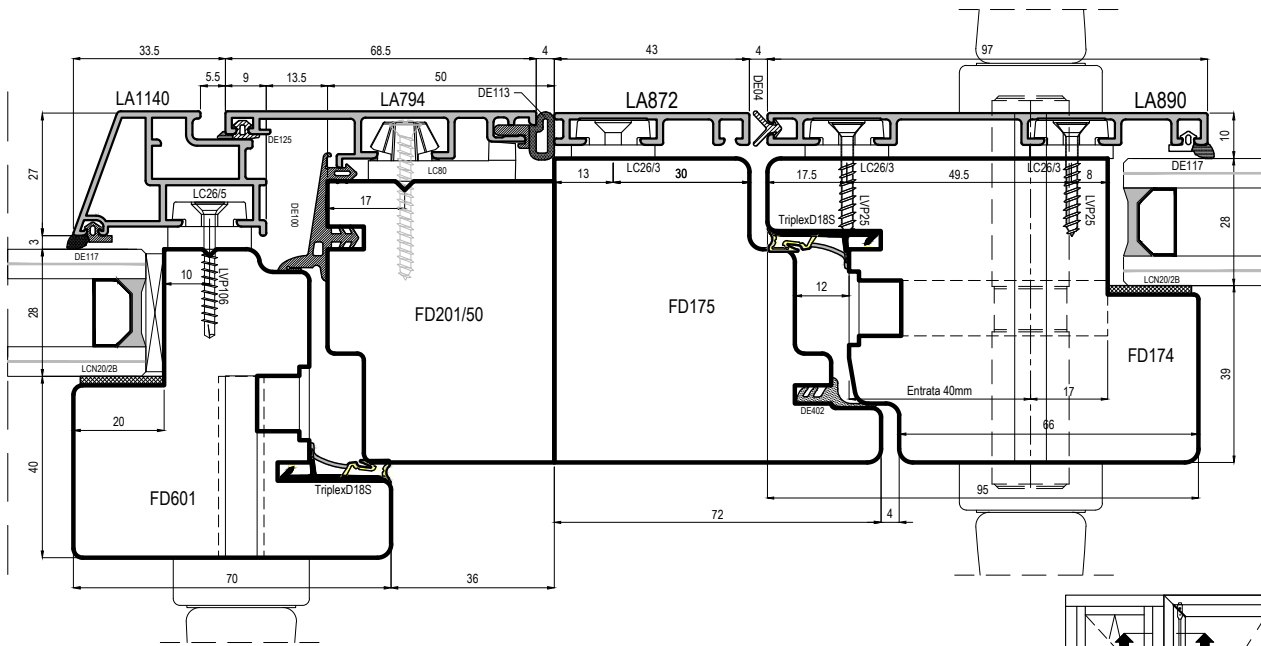 33.5
68.5
4
43
4
97
5.5
9
13.5
50
LA1140
LA794
DE113
LA872
DE04
LA890
DE125
10
LC80
LC26/3
LC26/3
LC26/3
DE117
27
LC26/5
17
13
30
17.5
49.5
8
DE100
TriplexD18S
LVP25
LVP25
28
3
DE117
10
LVP106
LCN20/2B
12
28
FD201/50
FD175
FD174
LCN20/2B
Entrata 40mm
17
39
20
DE402
66
40
FD601
TriplexD18S
95
72
4
70
36